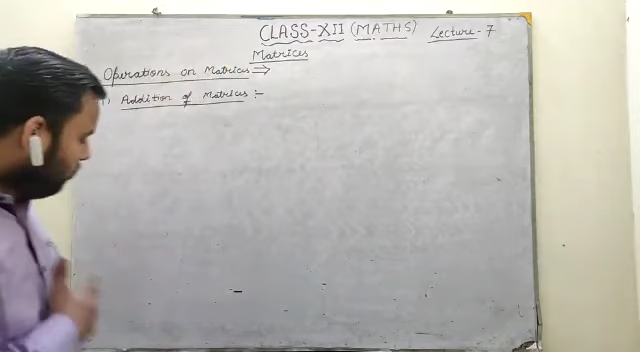 CLASS-XII (MATHS) Lecture-7
Matrices
Operations on Matrices ⇒
1) Addition of Matrices :-